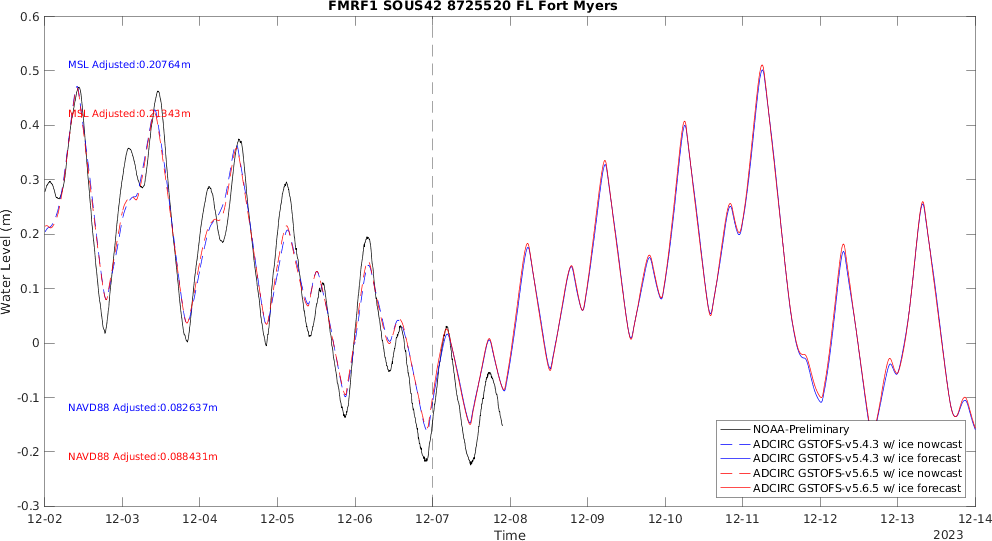 FMRF1 SOUS42 8725520 FL Fort Myers
0.6
0.5
0.4
0.3
0.2
0.1
0
-0.1
-0.2
-0.3
Water Level (m)
MSL Adjusted:0.20764m
MSL Adjusted:0.21343m
NAVD88 Adjusted:0.082637m
NAVD88 Adjusted:0.088431m
NOAA-Preliminary
ADCIRC GSTOFS-v5.4.3 w/ ice nowcast
ADCIRC GSTOFS-v5.4.3 w/ ice forecast
ADCIRC GSTOFS-v5.6.5 w/ ice nowcast
ADCIRC GSTOFS-v5.6.5 w/ ice forecast
12-02 12-03 12-04 12-05 12-06 12-07 12-08 12-09 12-10 12-11 12-12 12-13 12-14
Time
2023